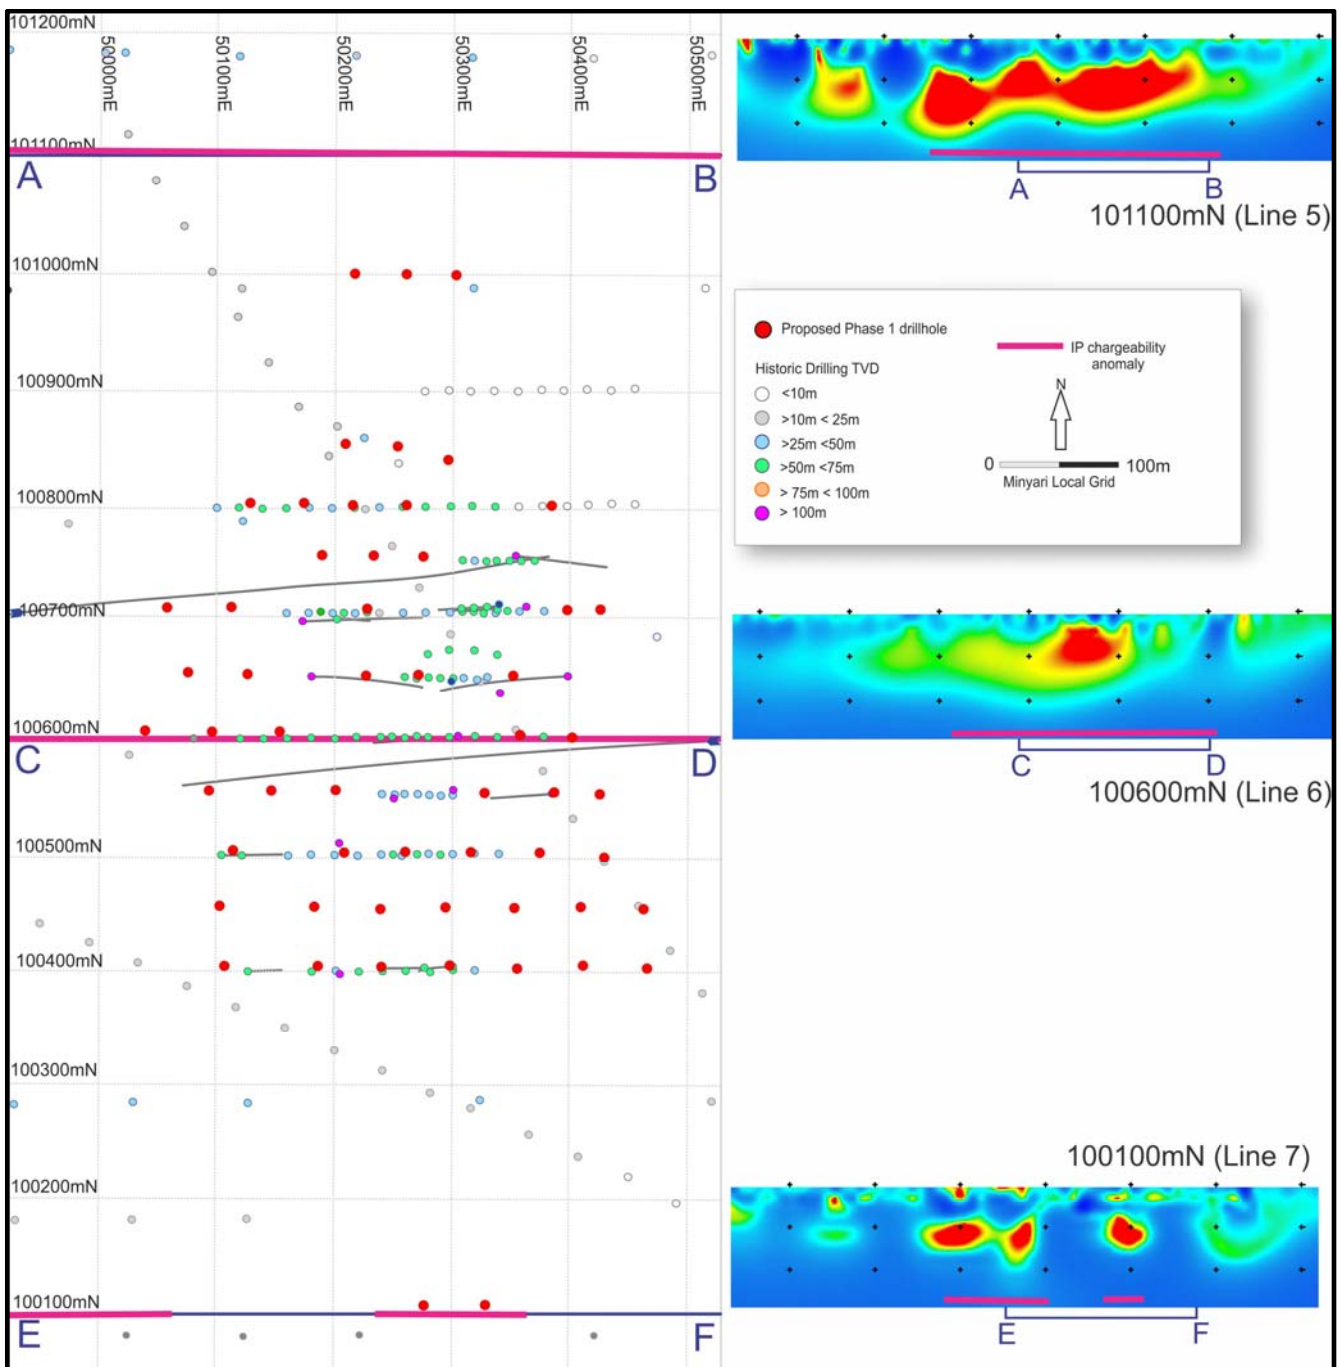 101200mN
50000mE
50100mE
50200mE
50300mE
50400mE
50500mE
101100mN
A
B
A
B
101100mN (Line 5)
101000mN
100900mN
100800mN
100700mN
100600mN
Proposed Phase 1 drillhole
Historic Drilling TVD
<10m
>10m < 25m
>25m <50m
>50m <75m
> 75m < 100m
> 100m
IP chargeability
anomaly
N
0
100m
Minyari Local Grid
C
D
C
D
100600mN (Line 6)
100500mN
100400mN
100300mN
100200mN
100100mN
100100mN (Line 7)
E
F
E
F